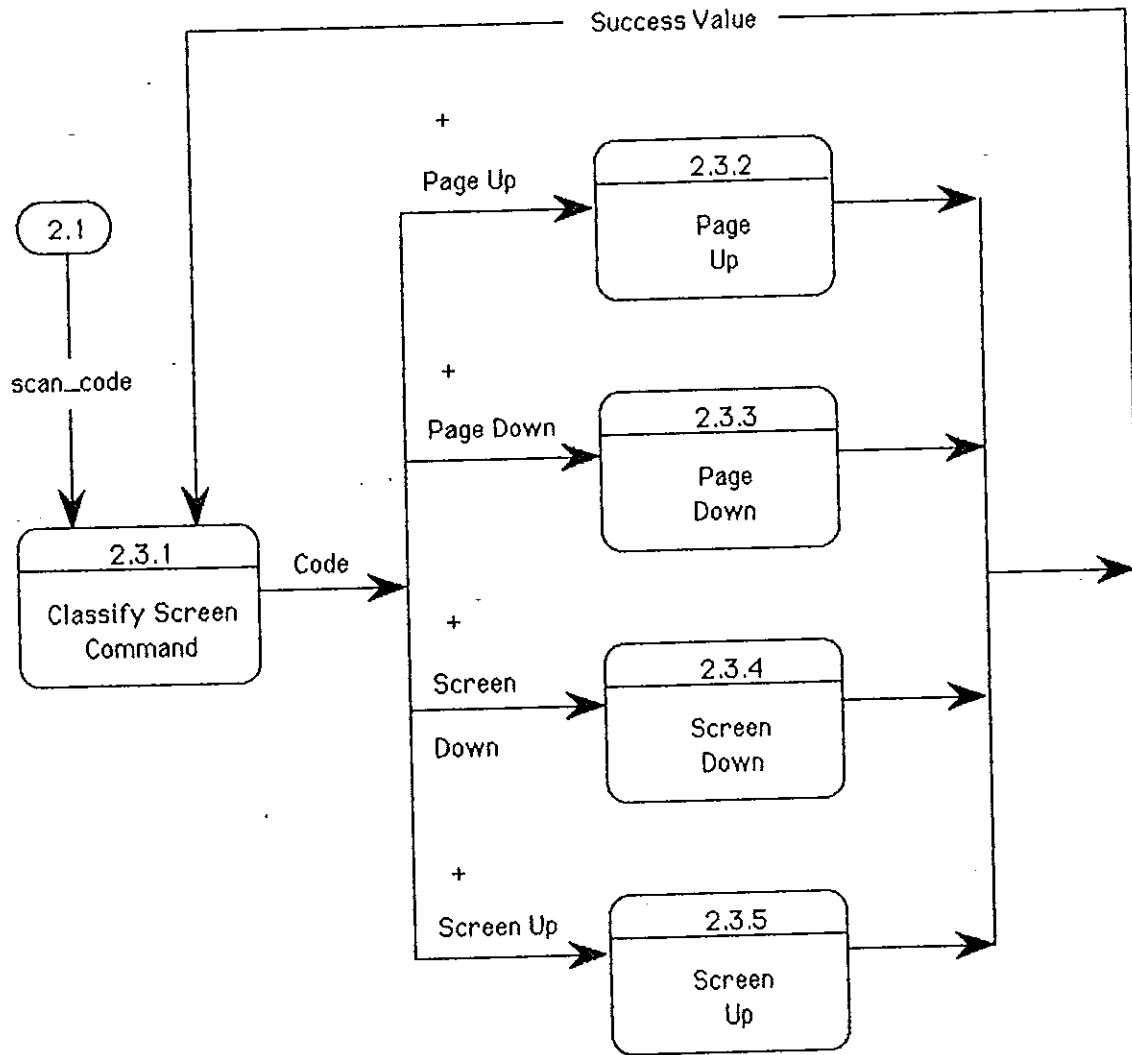 Success Value
+
Page Up
2.3.2
Page
Up
2.1
scan_code
+
Page Down
2.3.3
Page
Down
2.3.1
Classify Screen
Command
Code
+
Screen
Down
2.3.4
Screen
Down
+
Screen Up
2.3.5
Screen
Up